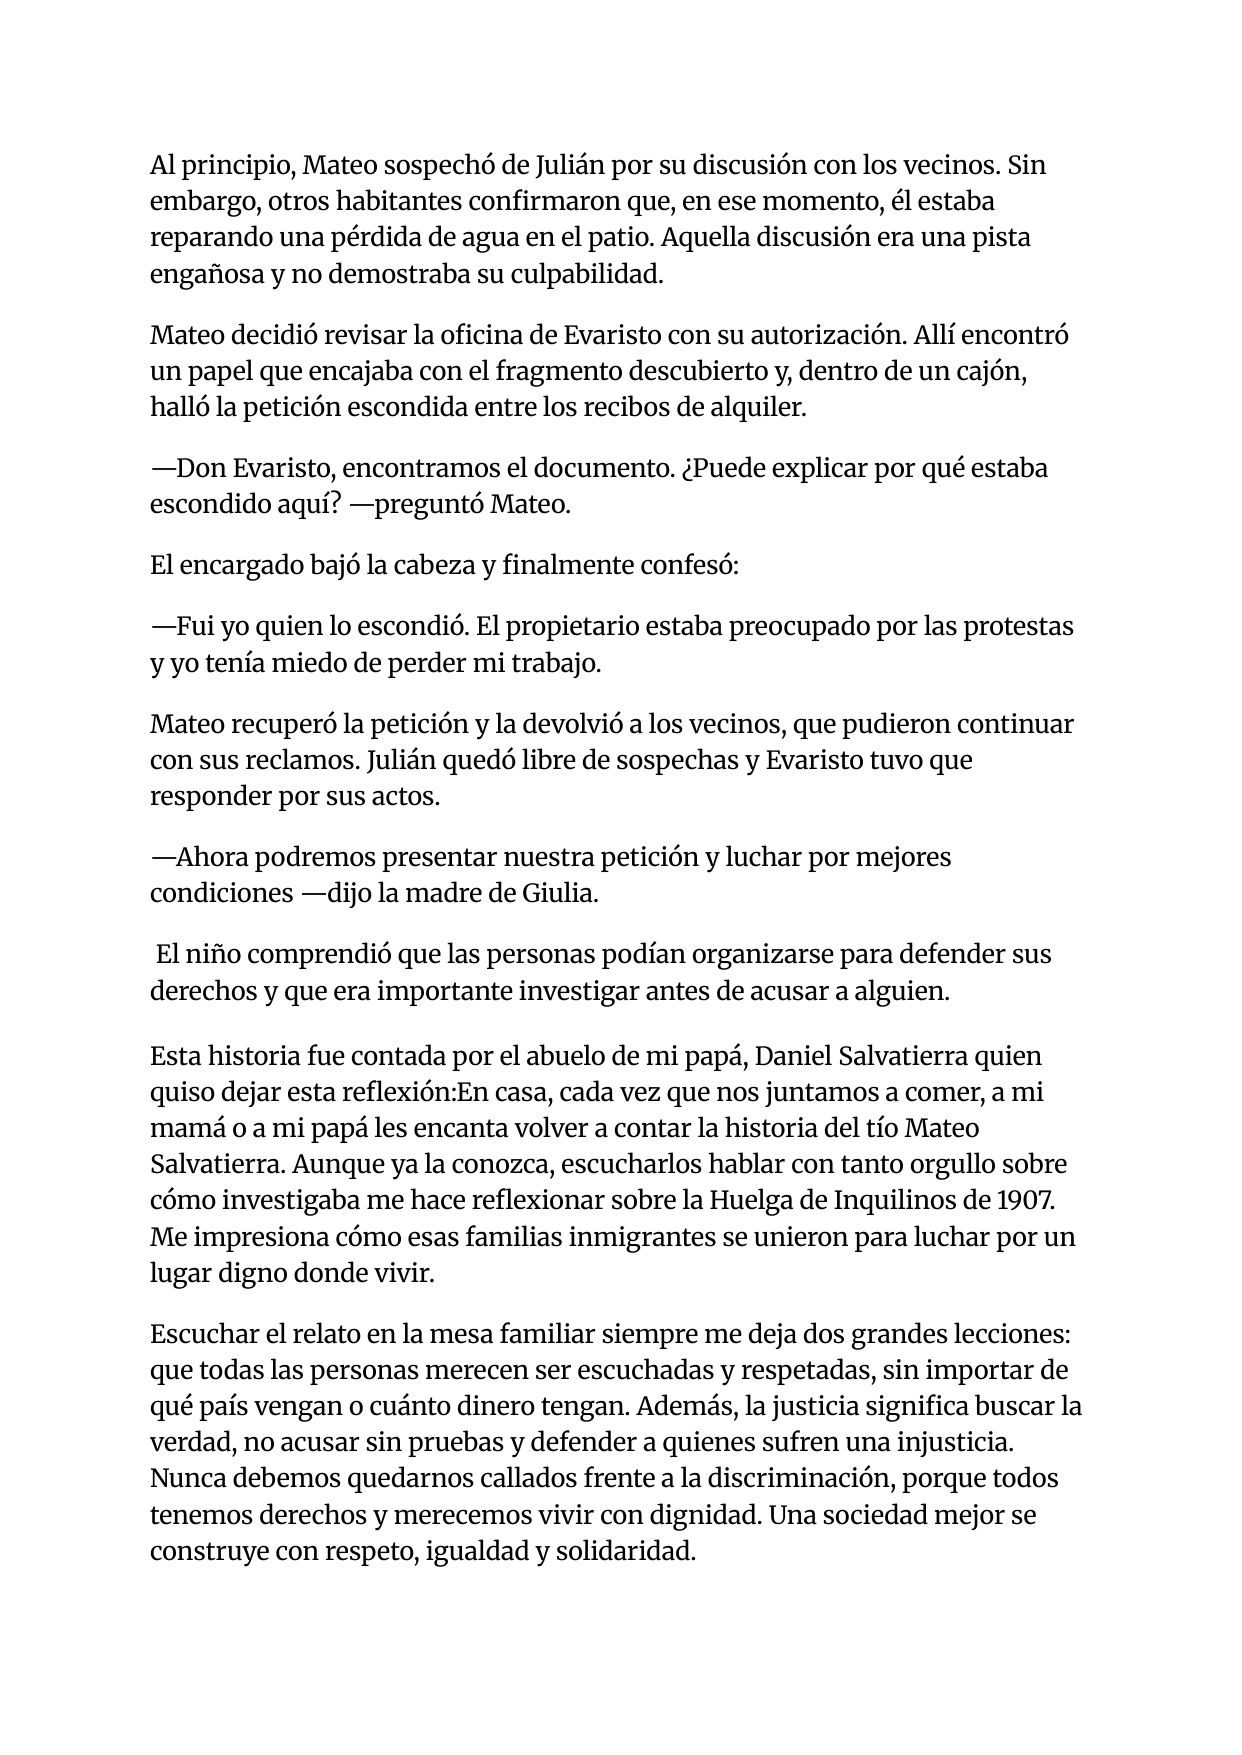 Al principio, Mateo sospechó de Julián por su discusión con los vecinos. Sin
embargo, otros habitantes confirmaron que, en ese momento, él estaba
reparando una pérdida de agua en el patio. Aquella discusión era una pista
engañosa y no demostraba su culpabilidad.
Mateo decidió revisar la oficina de Evaristo con su autorización. Allí encontró
un papel que encajaba con el fragmento descubierto y, dentro de un cajón,
halló la petición escondida entre los recibos de alquiler.
—Don Evaristo, encontramos el documento. ¿Puede explicar por qué estaba
escondido aquí? —preguntó Mateo.
El encargado bajó la cabeza y finalmente confesó:
—Fui yo quien lo escondió. El propietario estaba preocupado por las protestas
y yo tenía miedo de perder mi trabajo.
Mateo recuperó la petición y la devolvió a los vecinos, que pudieron continuar
con sus reclamos. Julián quedó libre de sospechas y Evaristo tuvo que
responder por sus actos.
—Ahora podremos presentar nuestra petición y luchar por mejores
condiciones —dijo la madre de Giulia.
El niño comprendió que las personas podían organizarse para defender sus
derechos y que era importante investigar antes de acusar a alguien.
Esta historia fue contada por el abuelo de mi papá, Daniel Salvatierra quien
quiso dejar esta reflexión:En casa, cada vez que nos juntamos a comer, a mi
mamá o a mi papá les encanta volver a contar la historia del tío Mateo
Salvatierra. Aunque ya la conozca, escucharlos hablar con tanto orgullo sobre
cómo investigaba me hace reflexionar sobre la Huelga de Inquilinos de 1907.
Me impresiona cómo esas familias inmigrantes se unieron para luchar por un
lugar digno donde vivir.
Escuchar el relato en la mesa familiar siempre me deja dos grandes lecciones:
que todas las personas merecen ser escuchadas y respetadas, sin importar de
qué país vengan o cuánto dinero tengan. Además, la justicia significa buscar la
verdad, no acusar sin pruebas y defender a quienes sufren una injusticia.
Nunca debemos quedarnos callados frente a la discriminación, porque todos
tenemos derechos y merecemos vivir con dignidad. Una sociedad mejor se
construye con respeto, igualdad y solidaridad.